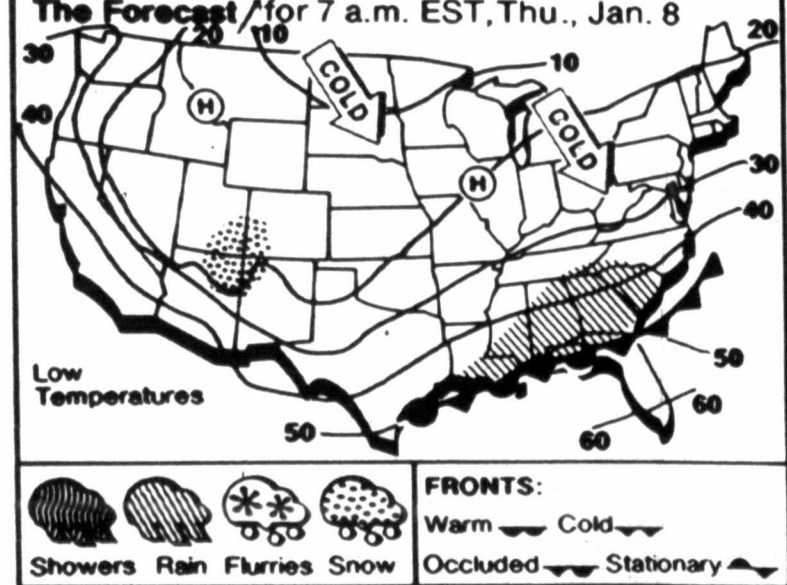 The Forecast/for 7 a.m. EST, Thu., Jan. 8
30
20
10
20
40
COLD
10
H
COLD
H
30
40
50
60
60
50
Low
Temperatures
Showers Rain Flurries Snow
FRONTS:
Warm Cold
Occluded Stationary